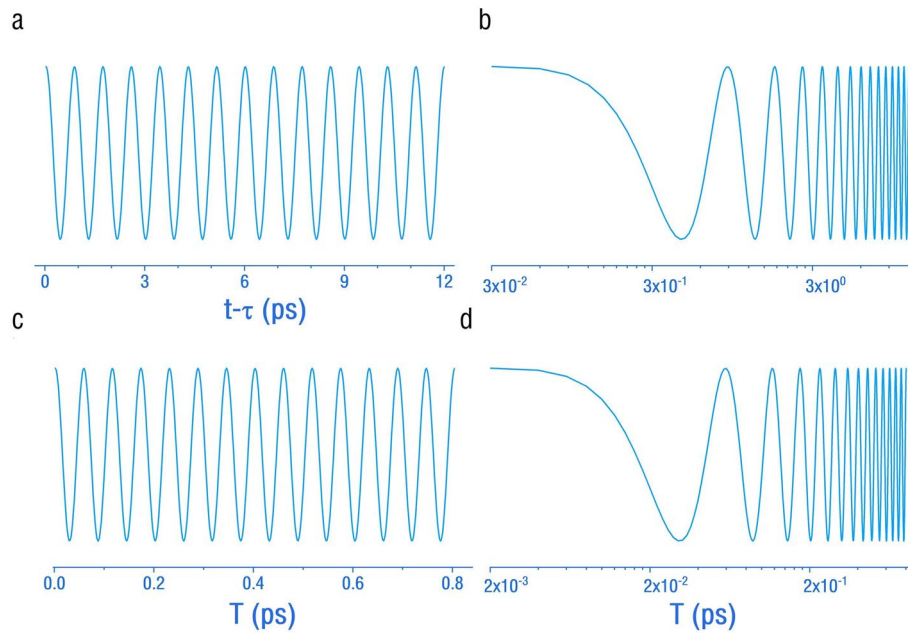 a
b
0 3 6 9 12
3x10⁻² 3x10⁻¹ 3x10⁰
t-τ (ps)
c
d
0.0 0.2 0.4 0.6 0.8
2x10⁻³ 2x10⁻² 2x10⁻¹
T (ps)
T (ps)